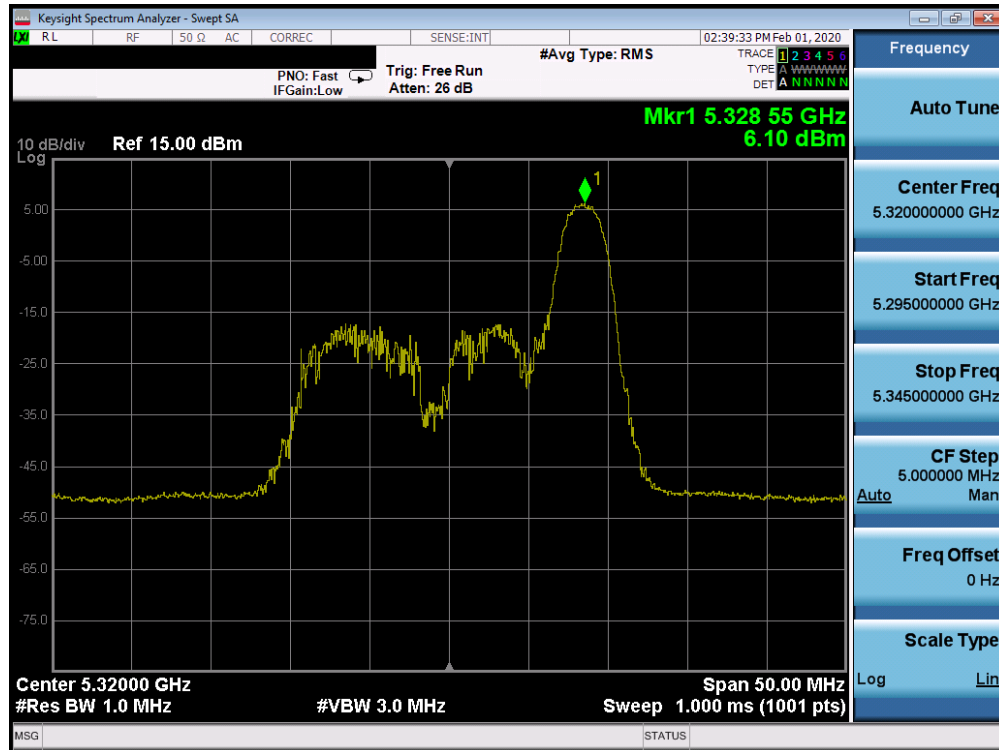 Keysight Spectrum Analyzer - Swept SA
LXI RL RF 50 Ω AC CORREC SENSE:INT 02:39:33 PM Feb 01, 2020
PNO: Fast
IFGain:Low
Trig: Free Run
Atten: 26 dB
#Avg Type: RMS
TRACE 1 2 3 4 5 6
TYPE A WWWWW
DET A N N N N N
Mkr1 5.328 55 GHz
6.10 dBm
10 dB/div Ref 15.00 dBm
Log
1
5.00
-5.00
-15.0
-25.0
-35.0
-45.0
-55.0
-65.0
-75.0
Center 5.32000 GHz Span 50.00 MHz
#Res BW 1.0 MHz #VBW 3.0 MHz Sweep 1.000 ms (1001 pts)
MSG STATUS
Frequency
Auto Tune
Center Freq
5.320000000 GHz
Start Freq
5.295000000 GHz
Stop Freq
5.345000000 GHz
CF Step
5.000000 MHz
Auto Man
Freq Offset
0 Hz
Scale Type
Log Lin